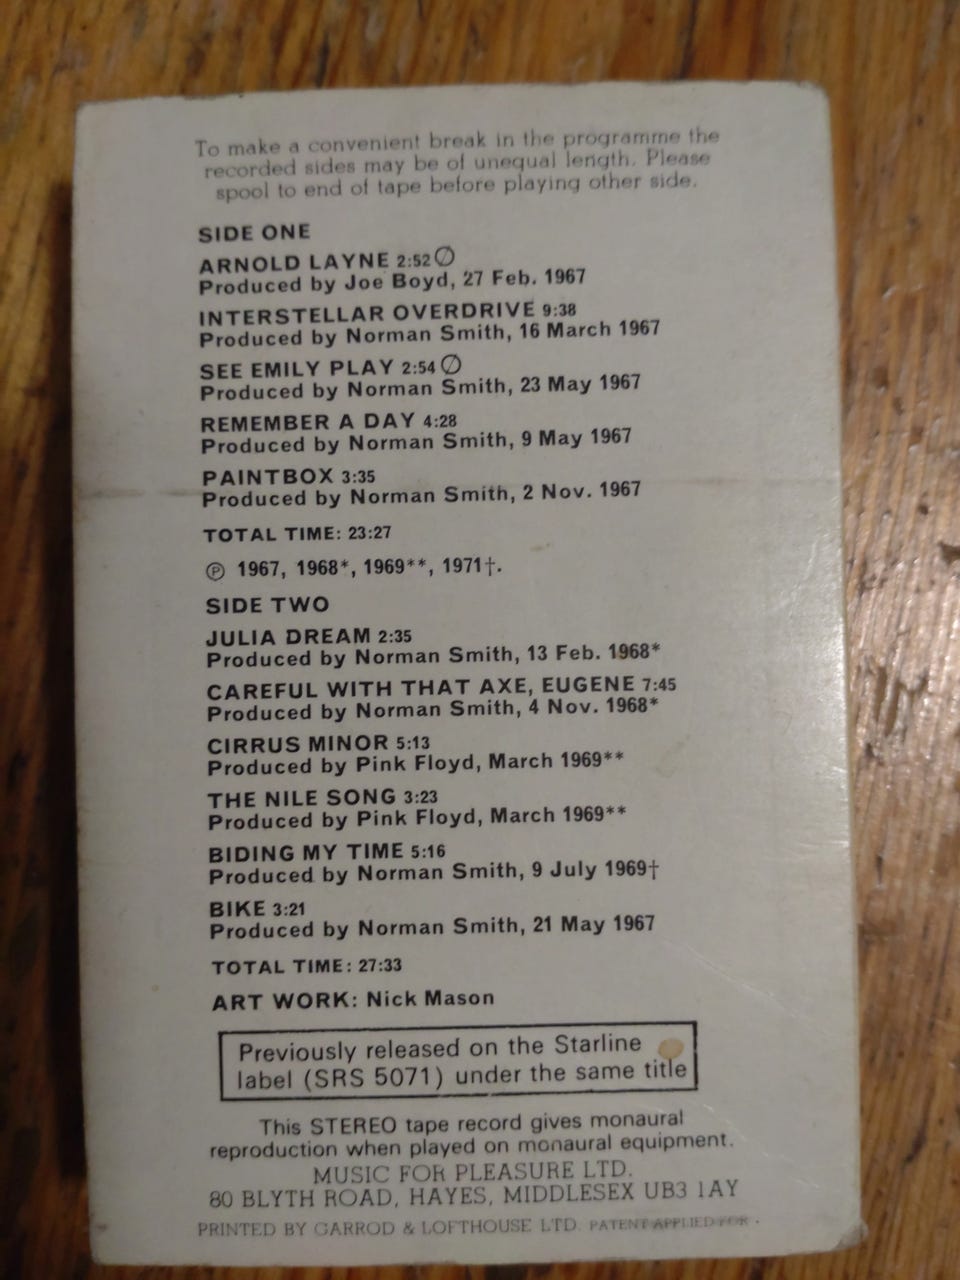 To make a convenient break in the programme the
recorded sides may be of unequal length. Please
spool to end of tape before playing other side.
SIDE ONE
ARNOLD LAYNE 2:52∅
Produced by Joe Boyd, 27 Feb. 1967
INTERSTELLAR OVERDRIVE 9:38
Produced by Norman Smith, 16 March 1967
SEE EMILY PLAY 2:54∅
Produced by Norman Smith, 23 May 1967
REMEMBER A DAY 4:28
Produced by Norman Smith, 9 May 1967
PAINTBOX 3:35
Produced by Norman Smith, 2 Nov. 1967
TOTAL TIME: 23:27
℗ 1967, 1968*, 1969**, 1971†.
SIDE TWO
JULIA DREAM 2:35
Produced by Norman Smith, 13 Feb. 1968*
CAREFUL WITH THAT AXE, EUGENE 7:45
Produced by Norman Smith, 4 Nov. 1968*
CIRRUS MINOR 5:13
Produced by Pink Floyd, March 1969**
THE NILE SONG 3:23
Produced by Pink Floyd, March 1969**
BIDING MY TIME 5:16
Produced by Norman Smith, 9 July 1969†
BIKE 3:21
Produced by Norman Smith, 21 May 1967
TOTAL TIME: 27:33
ART WORK: Nick Mason
Previously released on the Starline
label (SRS 5071) under the same title
This STEREO tape record gives monaural
reproduction when played on monaural equipment.
MUSIC FOR PLEASURE LTD.
80 BLYTH ROAD, HAYES, MIDDLESEX UB3 1AY
PRINTED BY GARROD & LOFTHOUSE LTD. PATENT APPLIED FOR.